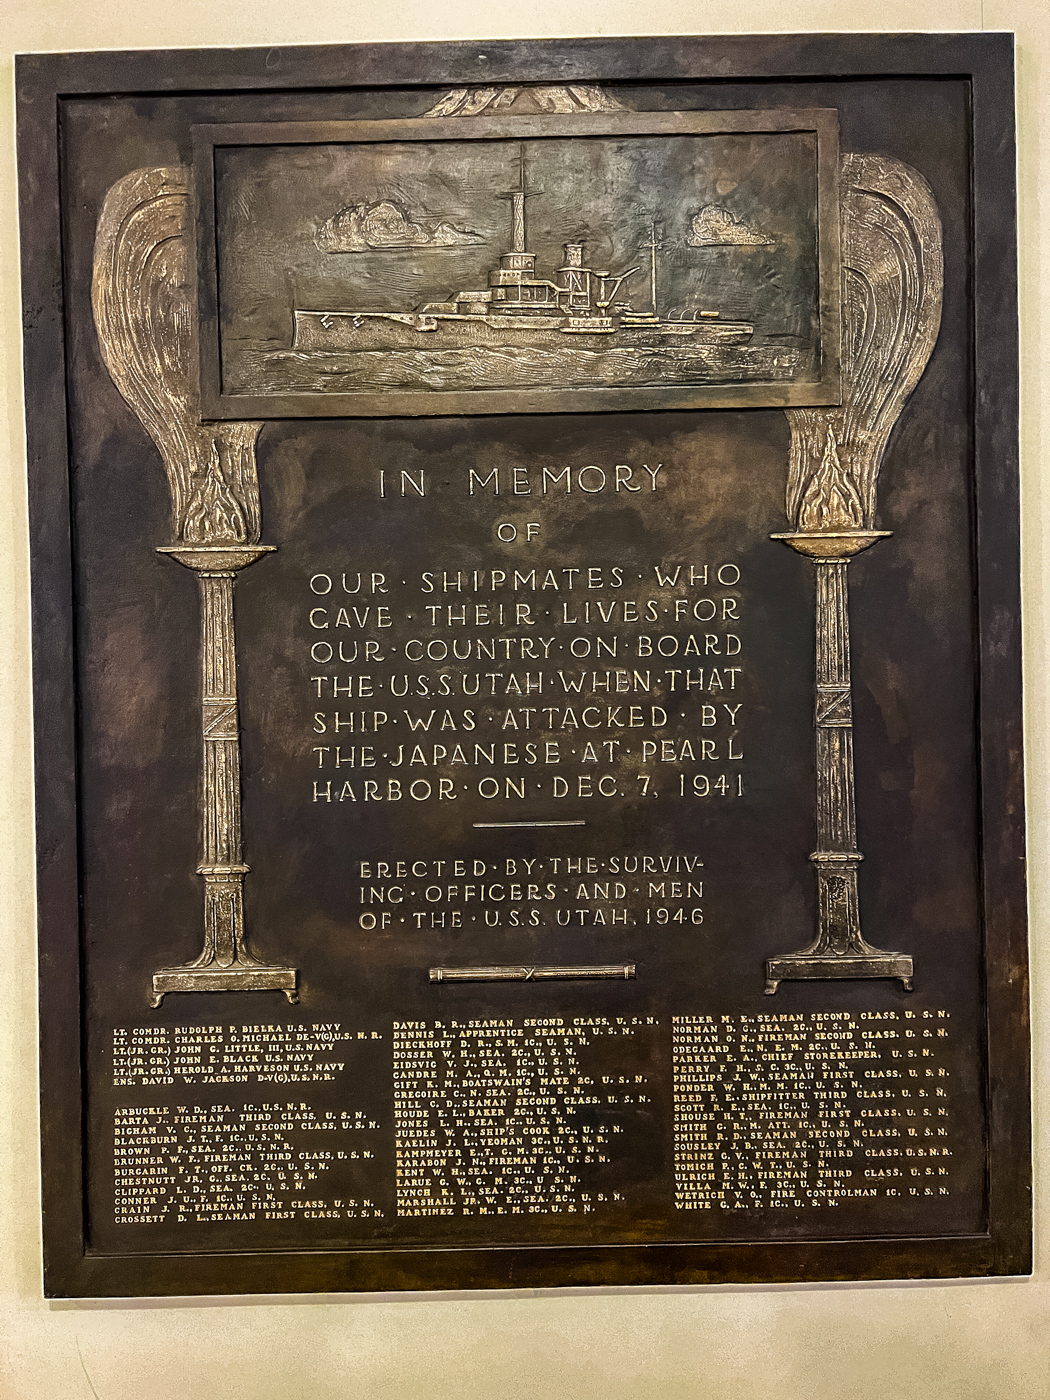 IN MEMORY
OF
OUR · SHIPMATES · WHO
GAVE · THEIR · LIVES · FOR
OUR · COUNTRY · ON · BOARD
THE · U.S.S. UTAH · WHEN · THAT
SHIP · WAS · ATTACKED · BY
THE · JAPANESE · AT · PEARL
HARBOR · ON · DEC. 7, 1941
ERECTED · BY · THE · SURVIV-
ING · OFFICERS · AND · MEN
OF · THE · U.S.S. UTAH, 1946
LT. COMDR. RUDOLPH P. BIELKA U.S. NAVY
LT. COMDR. CHARLES O. MICHAEL DE-V(G), U.S. N. R.
LT.(JR. GR.) JOHN G. LITTLE, III, U.S. NAVY
LT.(JR. GR.) JOHN E. BLACK U.S. NAVY
LT.(JR. GR.) HEROLD A. HARVESON U.S. NAVY
ENS. DAVID W. JACKSON D-V(G), U.S. N.R.
ARBUCKLE W. D., SEA. 1C., U.S. N. R.
BARTA J., FIREMAN THIRD CLASS, U. S. N.
BIGHAM V. C., SEAMAN SECOND CLASS, U. S. N.
BLACKBURN J. T., F. 1C., U. S. N.
BROWN P. F., SEA. 2C., U. S. N. R.
BRUNNER W. F., FIREMAN THIRD CLASS, U. S. N.
BURGARIN F. T., OFF. CK. 2C., U. S. N.
CHESTNUTT JR. G., SEA. 2C., U. S. N.
CLIPPARD L. D., SEA. 2C., U. S. N.
CONNER J. U., F. 1C., U. S. N.
CRAIN J. R., FIREMAN FIRST CLASS, U. S. N.
CROSSETT D. L., SEAMAN FIRST CLASS, U. S. N.
DAVIS B. R., SEAMAN SECOND CLASS, U. S. N.
DENNIS L., APPRENTICE SEAMAN, U. S. N.
DIECKHOFF D. R., S. M. 1C., U. S. N.
DOSSER W. H., SEA. 2C., U. S. N.
EIDSVIG V. J., SEA. 1C., U. S. N.
GANDRE M. A., Q. M. 1C., U. S. N.
GIFT K. M., BOATSWAIN'S MATE 2C, U. S. N.
GREGOIRE C., N. SEA. 2C., U. S. N.
HILL C. D., SEAMAN SECOND CLASS, U. S. N.
HOUDE E. L., BAKER 2C., U. S. N.
JONES L. H., SEA. 1C., U. S. N.
JUEDES W. A., SHIP'S COOK 2C., U. S. N.
KAELIN J. L., YEOMAN 3C., U. S. N. R.
KAMPMEYER E., T. G. M. 3C., U. S. N.
KARABON J. N., FIREMAN 1C., U. S. N.
KENT W. H., SEA. 1C., U. S. N.
LARUE G. W., G. M. 3C., U. S. N.
LYNCH K. L., SEA. 2C., U. S. N.
MARSHALL JR. W. E., SEA. 2C., U. S. N.
MARTINEZ R. M., E. M. 3C., U. S. N.
MILLER M. E., SEAMAN SECOND CLASS, U. S. N.
NORMAN D. G., SEA. 2C., U. S. N.
NORMAN O. N., FIREMAN SECOND CLASS, U. S. N.
ODEGAARD E., N. E. M. 2C., U. S. N.
PARKER E. A., CHIEF STOREKEEPER, U. S. N.
PERRY F. H., S. C. 3C., U. S. N.
PHILLIPS J. W., SEAMAN FIRST CLASS, U. S. N.
PONDER W. H., M. M. 1C., U. S. N.
REED F. E., SHIPFITTER THIRD CLASS, U. S. N.
SCOTT R. E., SEA. 1C., U. S. N.
SHOUSE H. T., FIREMAN FIRST CLASS, U. S. N.
SMITH G. R., M. ATT. 1C., U. S. N.
SMITH R. D., SEAMAN SECOND CLASS, U. S. N.
SOUSLEY J. B., SEA. 2C., U. S. N.
STRINZ G. V., FIREMAN THIRD CLASS, U.S.N.R.
TOMICH P. C. W. T., U. S. N.
ULRICH E. H., FIREMAN THIRD CLASS, U. S. N.
VILLA M. V., F. 3C., U. S. N.
WETRICH V. O., FIRE CONTROLMAN 1C, U. S. N.
WHITE G. A., F. 1C., U. S. N.